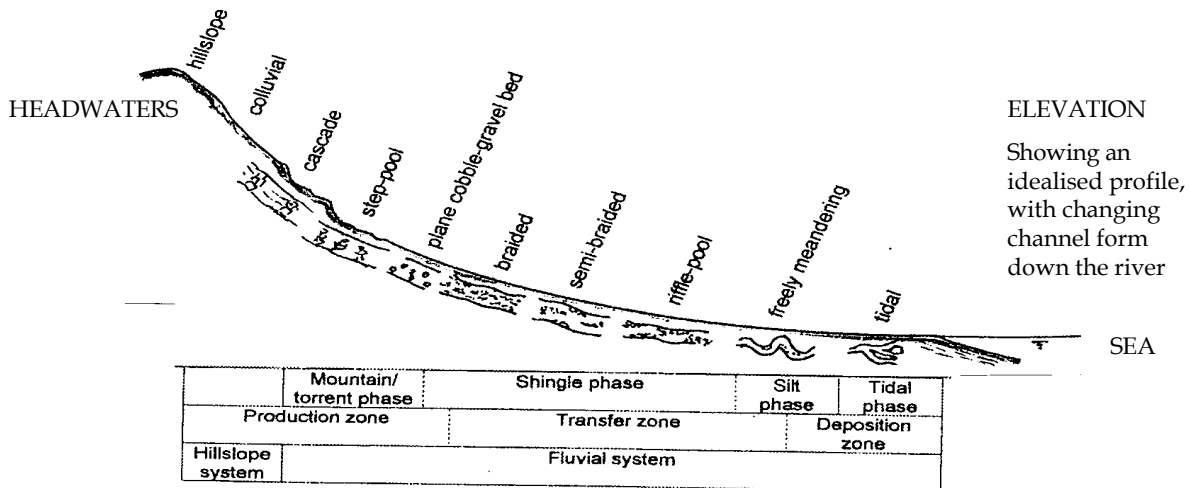 HEADWATERS
hillslope
colluvial
cascade
step-pool
plane cobble-gravel bed
braided
semi-braided
riffle-pool
freely meandering
tidal
ELEVATION
Showing an
idealised profile,
with changing
channel form
down the river
SEA
Mountain/
torrent phase
Shingle phase
Silt
phase
Tidal
phase
Production zone
Transfer zone
Deposition
zone
Hillslope
system
Fluvial system